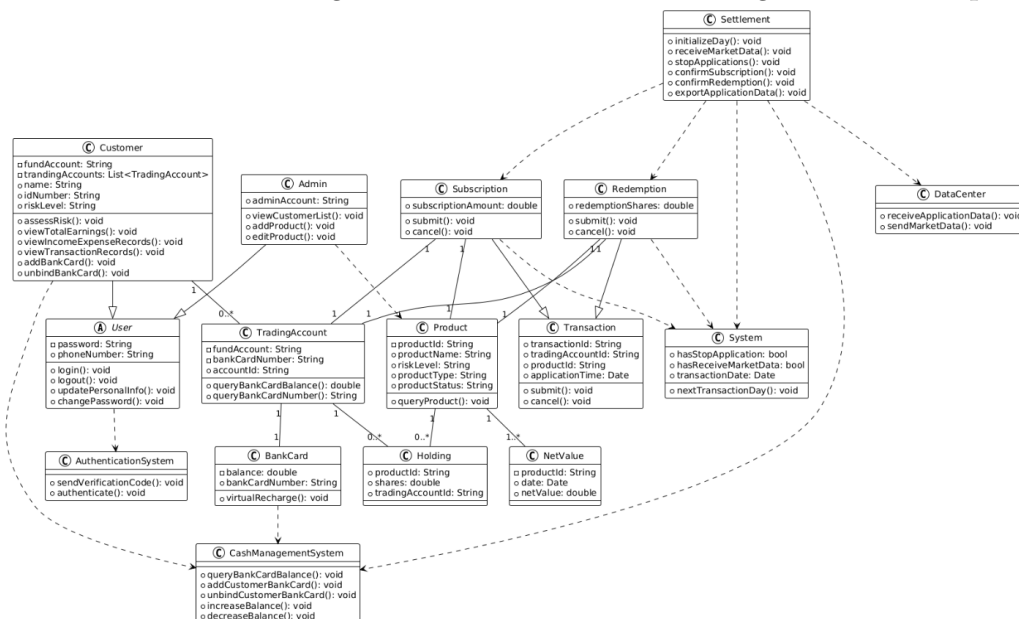 C Settlement
initializeDay(): void
receiveMarketData(): void
stopApplications(): void
confirmSubscription(): void
confirmRedemption(): void
exportApplicationData(): void
C Customer
fundAccount: String
trandingAccounts: List<TradingAccount>
name: String
idNumber: String
riskLevel: String
assessRisk(): void
viewTotalEarnings(): void
viewIncomeExpenseRecords(): void
viewTransactionRecords(): void
addBankCard(): void
unbindBankCard(): void
C Admin
adminAccount: String
viewCustomerList(): void
addProduct(): void
editProduct(): void
C Subscription
subscriptionAmount: double
submit(): void
cancel(): void
C Redemption
redemptionShares: double
submit(): void
cancel(): void
C DataCenter
receiveApplicationData(): void
sendMarketData(): void
1
0..*
1
1
1
1
1
1
1
1
A User
password: String
phoneNumber: String
login(): void
logout(): void
updatePersonalInfo(): void
changePassword(): void
C TradingAccount
fundAccount: String
bankCardNumber: String
accountId: String
queryBankCardBalance(): double
queryBankCardNumber(): String
C Product
productId: String
productName: String
riskLevel: String
productType: String
productStatus: String
queryProduct(): void
C Transaction
transactionId: String
tradingAccountId: String
productId: String
applicationTime: Date
submit(): void
cancel(): void
C System
hasStopApplication: bool
hasReceiveMarketData: bool
transactionDate: Date
nextTransactionDay(): void
1
1
1
1
1
0..*
0..*
1..*
C AuthenticationSystem
sendVerificationCode(): void
authenticate(): void
C BankCard
balance: double
bankCardNumber: String
virtualRecharge(): void
C Holding
productId: String
shares: double
tradingAccountId: String
C NetValue
productId: String
date: Date
netValue: double
C CashManagementSystem
queryBankCardBalance(): void
addCustomerBankCard(): void
unbindCustomerBankCard(): void
increaseBalance(): void
decreaseBalance(): void